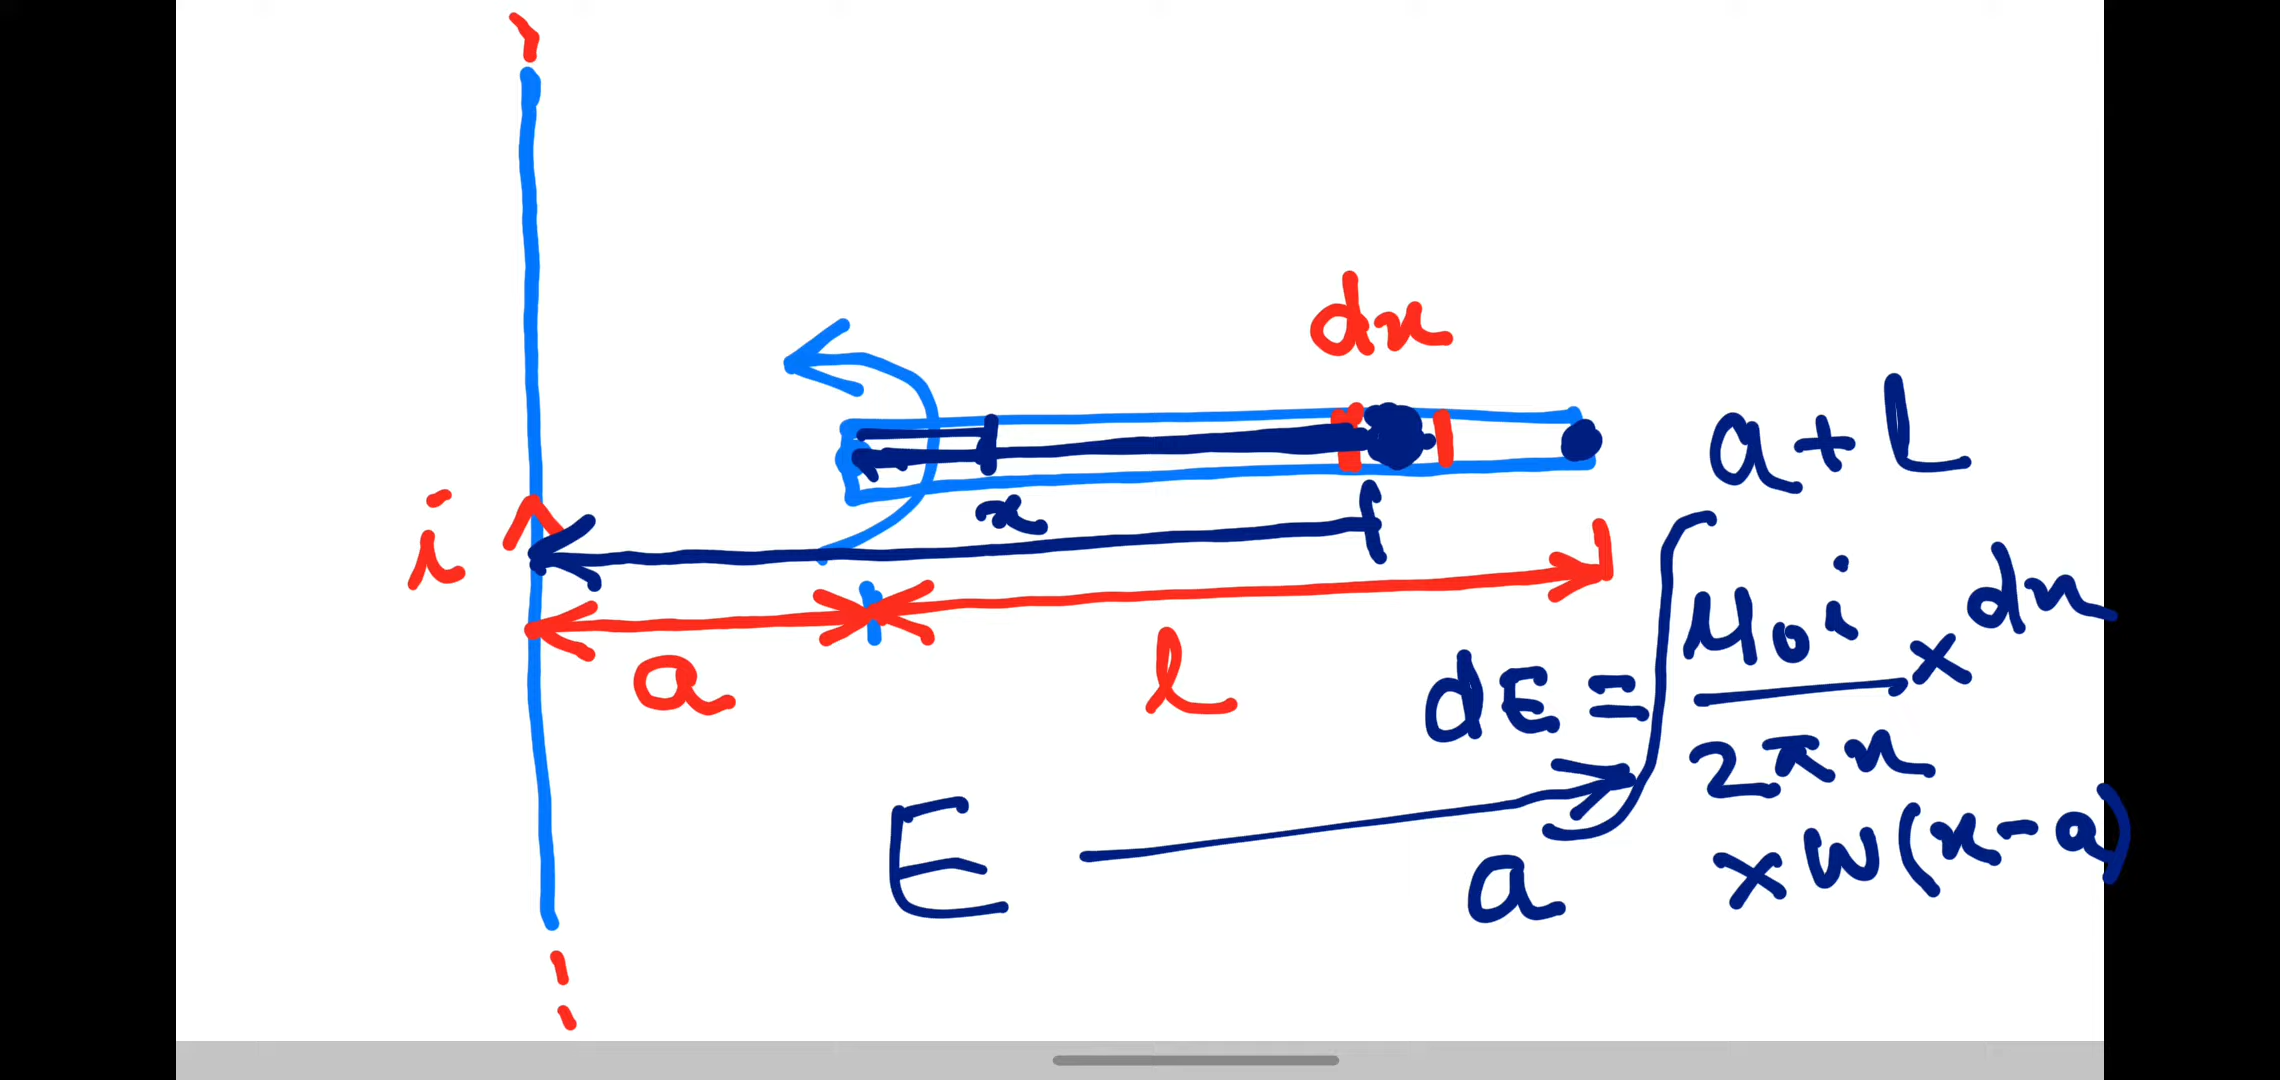 dx
a+l
x
i
a
l
dE = ∫ μ₀i / 2πx × dx
× W(x-a)
E
a